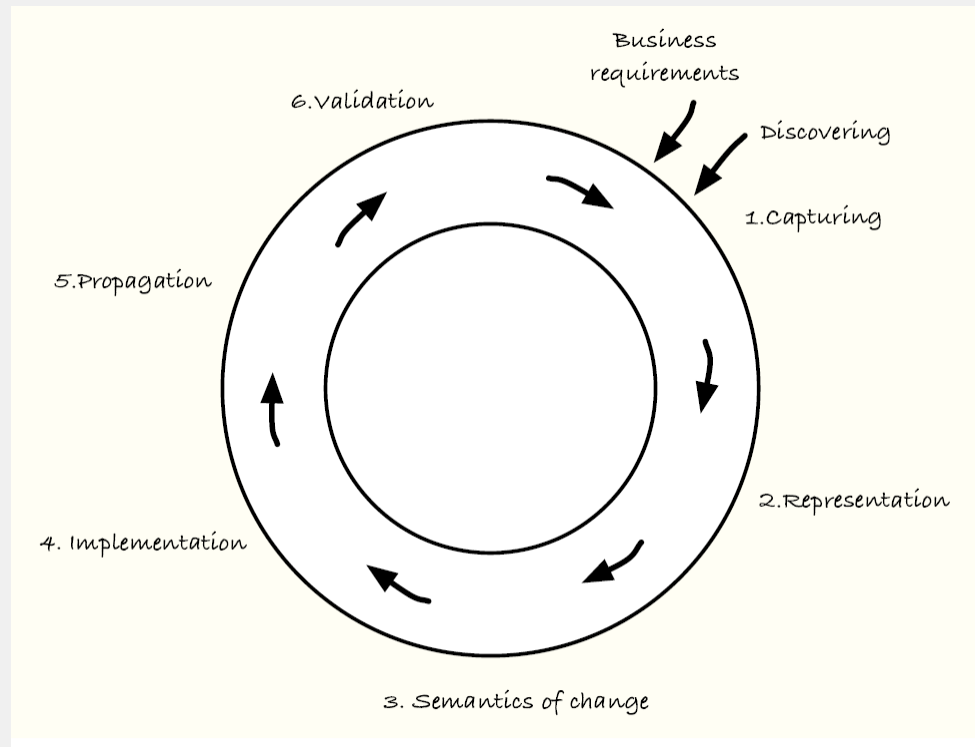 Business
requirements
6.Validation
Discovering
1.Capturing
5.Propagation
2.Representation
4. Implementation
3. Semantics of change